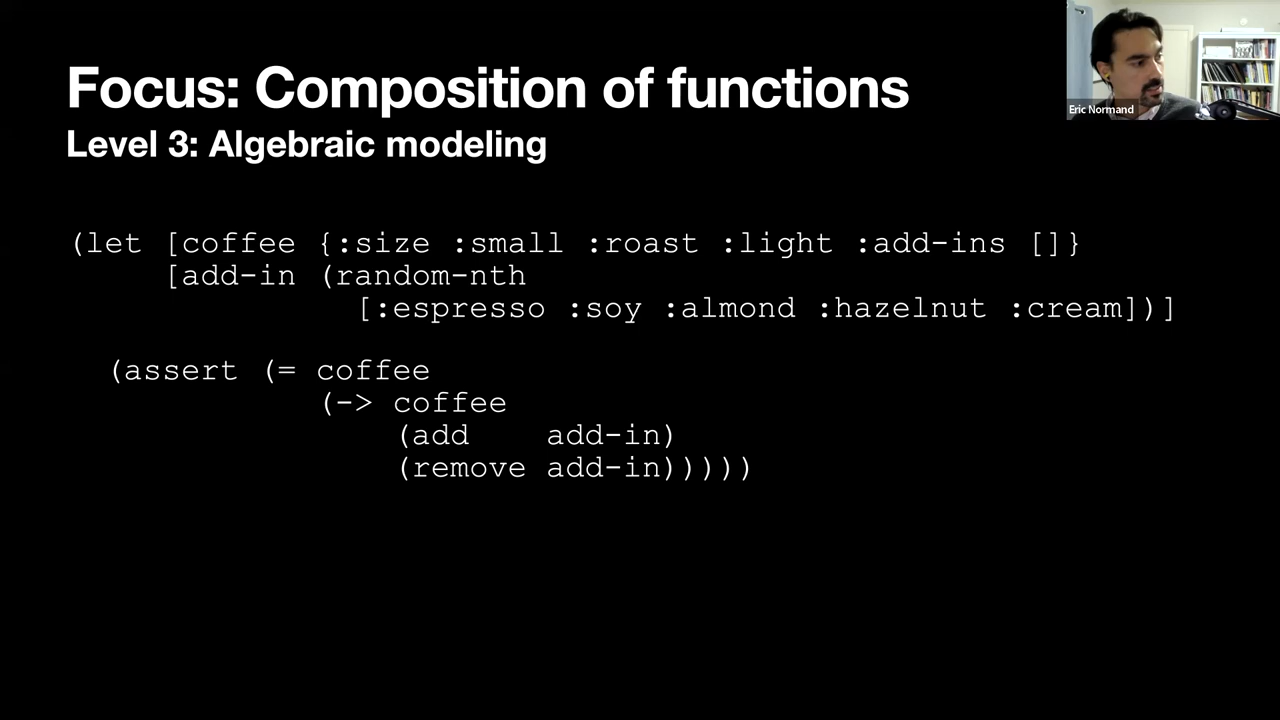 Focus: Composition of functions
Level 3: Algebraic modeling
Eric Normand
(let [coffee {:size :small :roast :light :add-ins []}
      [add-in (random-nth
                  [:espresso :soy :almond :hazelnut :cream])]
  (assert (= coffee
             (-> coffee
                 (add    add-in)
                 (remove add-in)))))